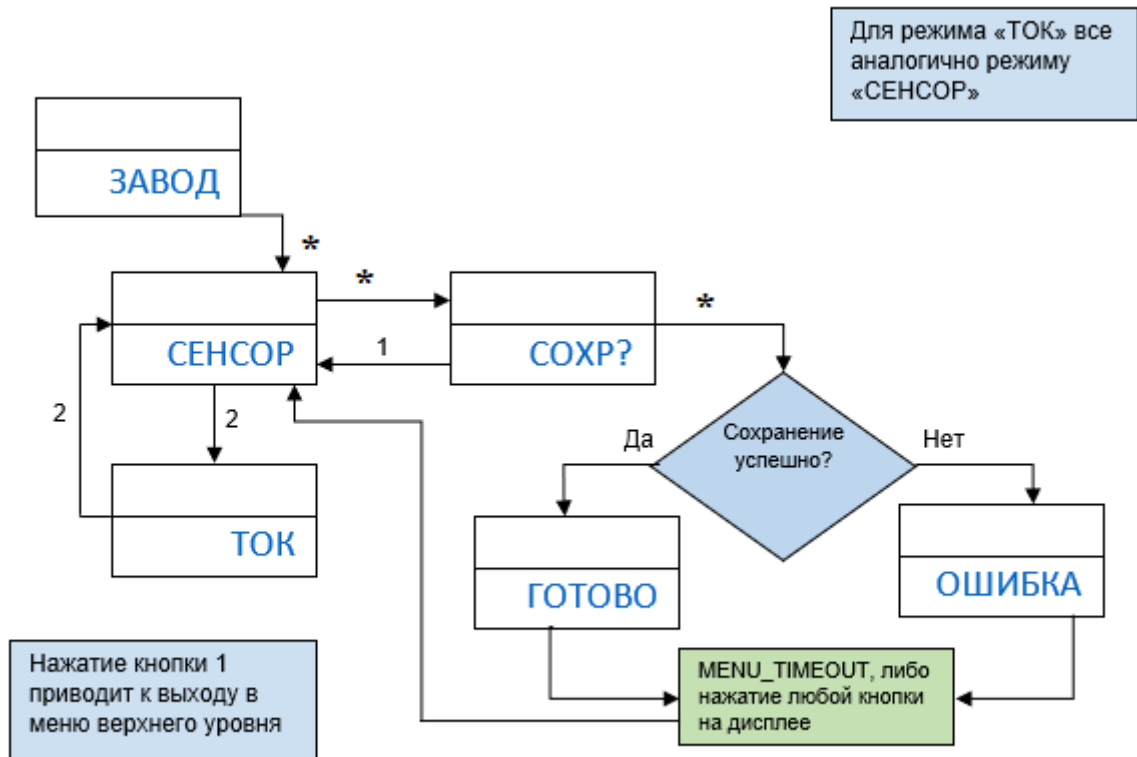 Для режима «ТОК» все
аналогично режиму
«СЕНСОР»
ЗАВОД
*
*
*
СЕНСОР
1
СОХР?
2
2
Да
Сохранение
успешно?
Нет
ТОК
ГОТОВО
ОШИБКА
Нажатие кнопки 1
приводит к выходу в
меню верхнего уровня
MENU_TIMEOUT, либо
нажатие любой кнопки
на дисплее